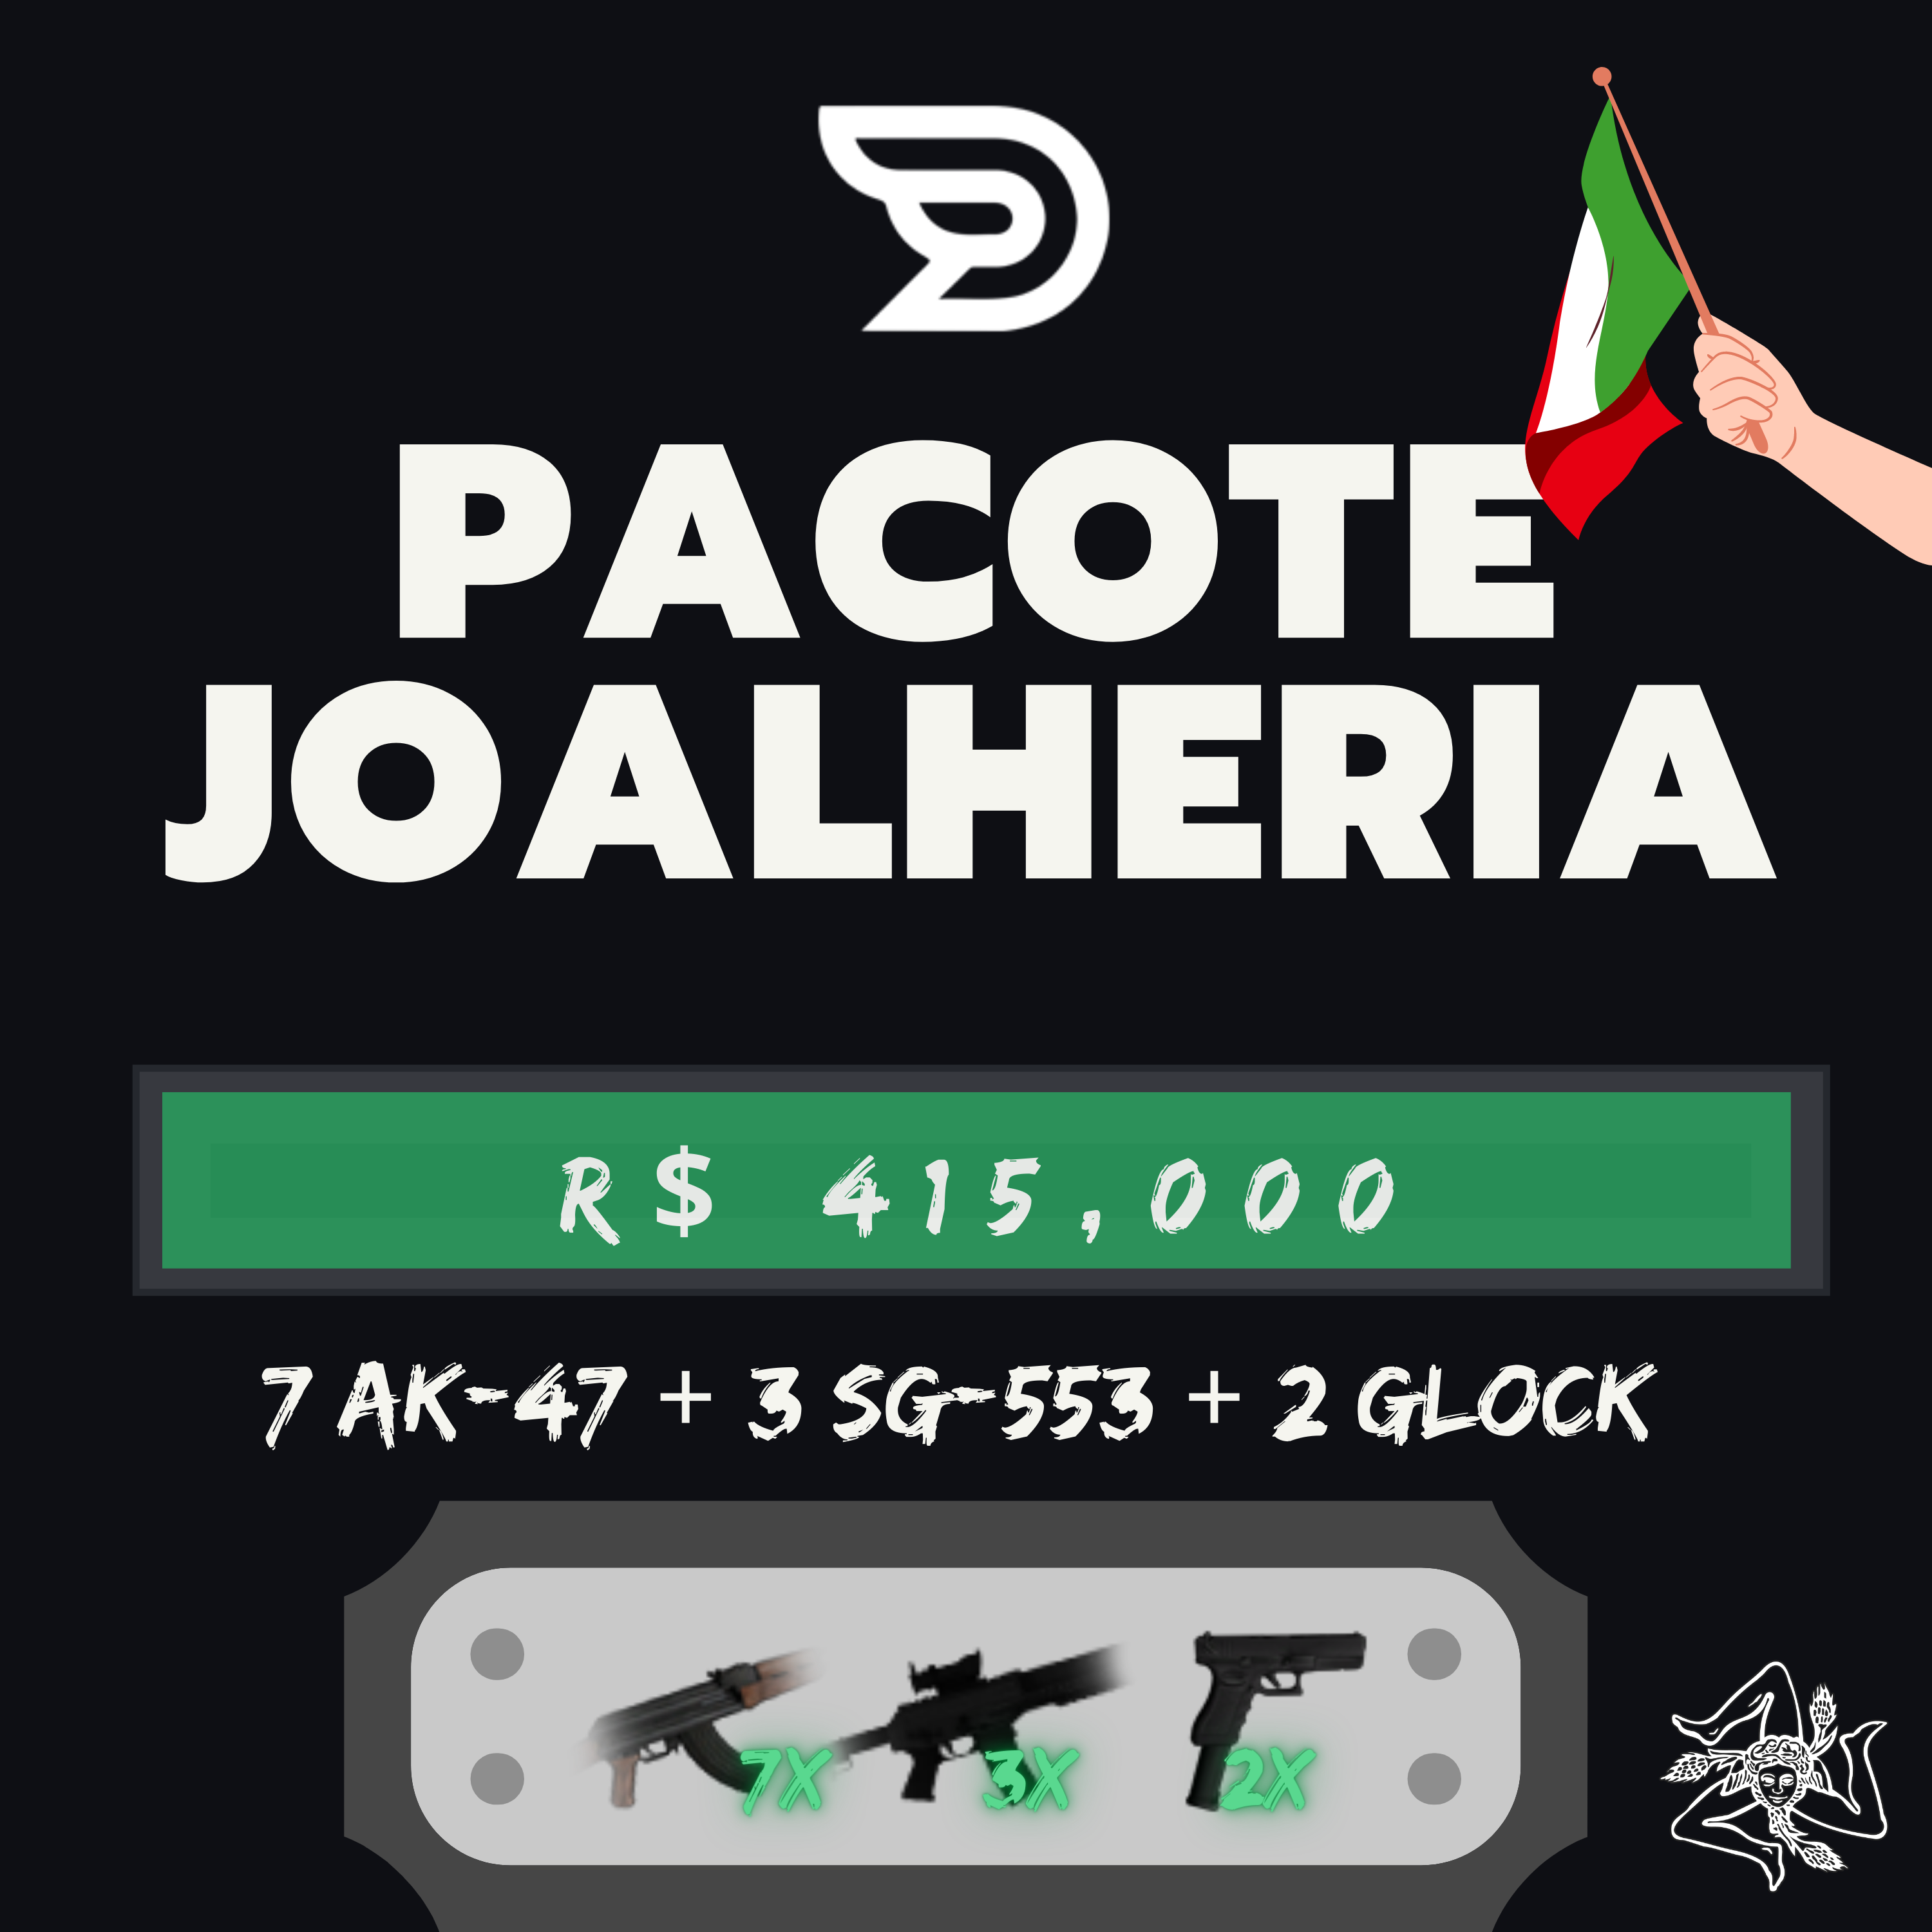 PACOTE
JOALHERIA
R$ 415,000
7 AK-47 + 3 SG-553 + 2 GLOCK
7X 3X 2X